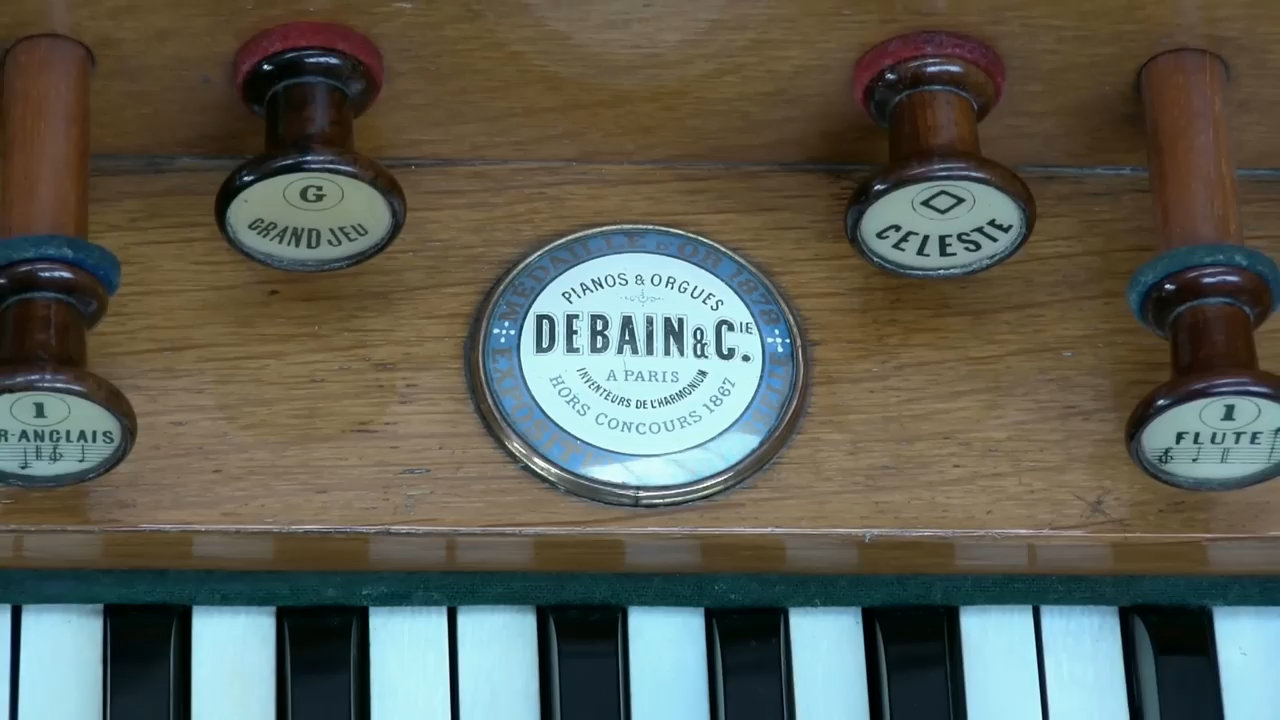 G
GRAND JEU
CELESTE
MEDAILLE D'OR 1878
PIANOS & ORGUES
DEBAIN & C.IE
A PARIS
INVENTEURS DE L'HARMONIUM
HORS CONCOURS 1867
1
R-ANGLAIS
1
FLUTE